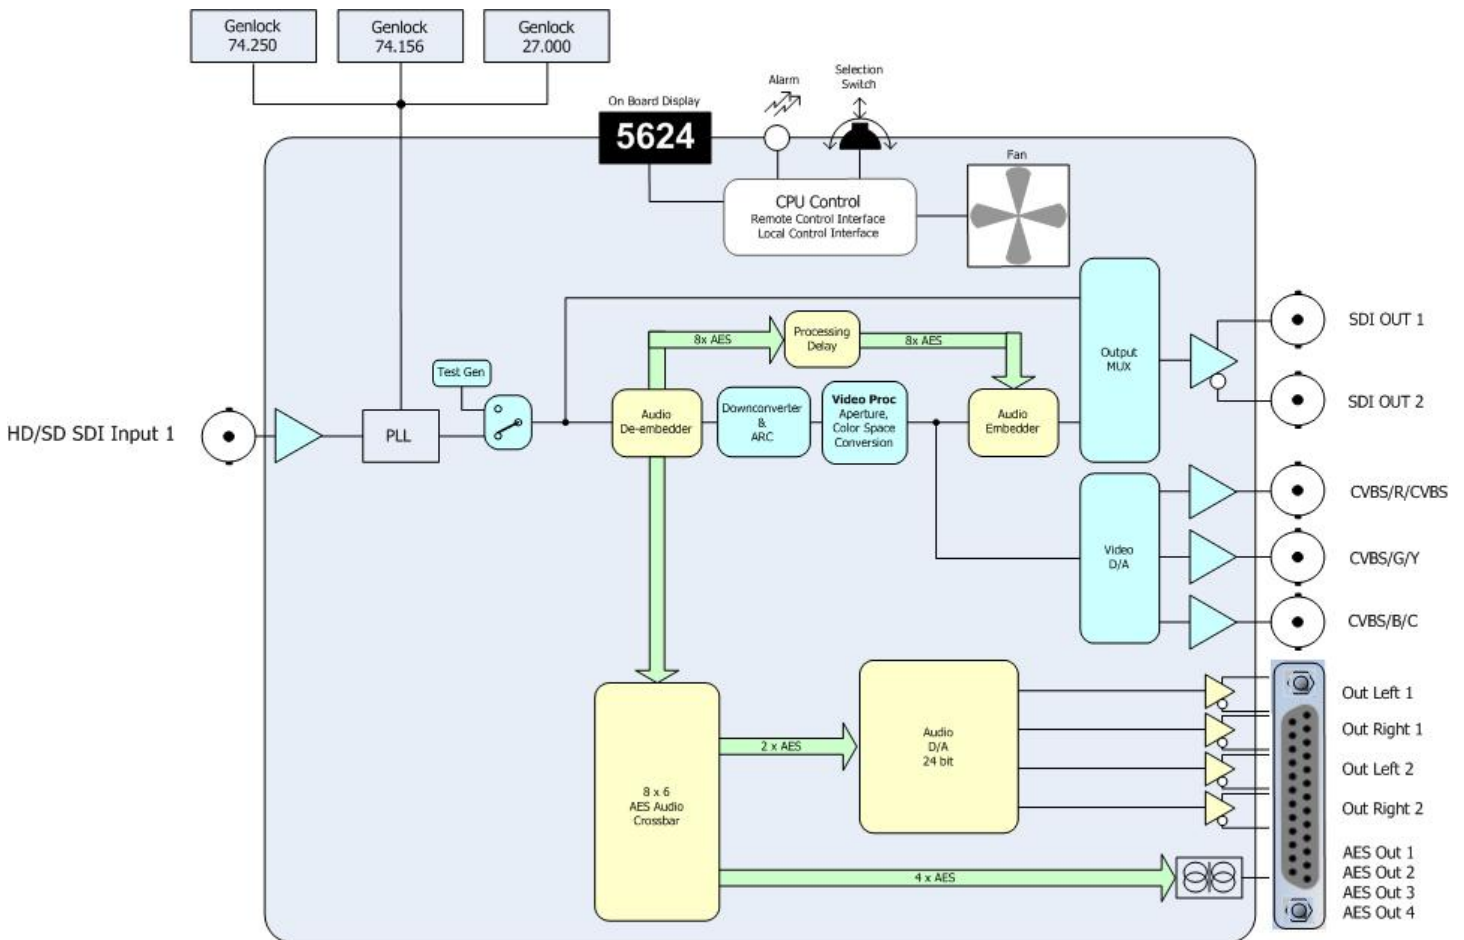 Genlock
74.250
Genlock
74.156
Genlock
27.000
Alarm
Selection
Switch
On Board Display
5624
Fan
CPU Control
Remote Control Interface
Local Control Interface
8x AES
Processing
Delay
8x AES
Output
MUX
SDI OUT 1
SDI OUT 2
Test Gen
HD/SD SDI Input 1
PLL
Audio
De-embedder
Downconverter
&
ARC
Video Proc
Aperture,
Color Space
Conversion
Audio
Embedder
Video
D/A
CVBS/R/CVBS
CVBS/G/Y
CVBS/B/C
8 x 6
AES Audio
Crossbar
2 x AES
Audio
D/A
24 bit
4 x AES
Out Left 1
Out Right 1
Out Left 2
Out Right 2
AES Out 1
AES Out 2
AES Out 3
AES Out 4